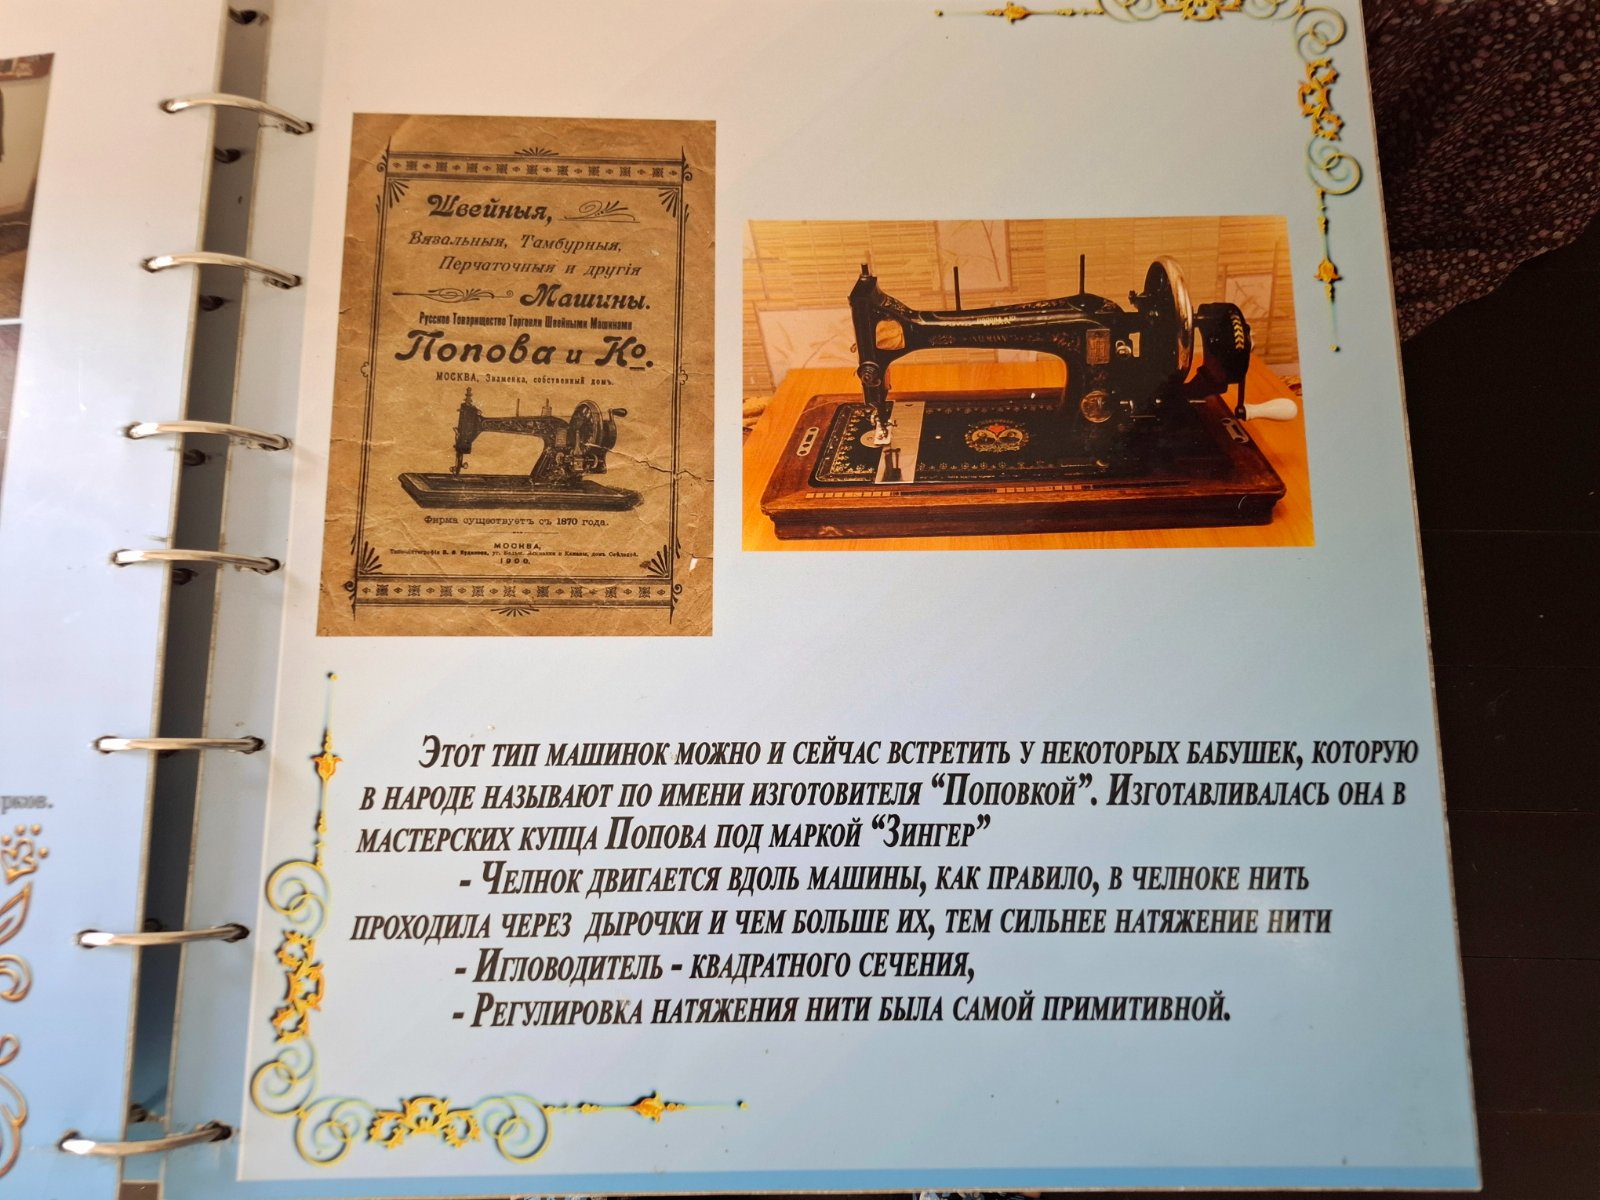 Швейныя,
Вязальныя, Тамбурныя,
Перчаточныя и другія
Машины.
Русское Товарищество Торговли Швейными Машинами
Попова и Ко.
МОСКВА, Знаменка, собственный домъ.
Фирма существуетъ съ 1870 года.
МОСКВА,
1900.
рков.
Этот тип машинок можно и сейчас встретить у некоторых бабушек, которую
в народе называют по имени изготовителя “Поповкой”. Изготавливалась она в
мастерских купца Попова под маркой “Зингер”
- Челнок двигается вдоль машины, как правило, в челноке нить
проходила через дырочки и чем больше их, тем сильнее натяжение нити
- Игловодитель - квадратного сечения,
- Регулировка натяжения нити была самой примитивной.